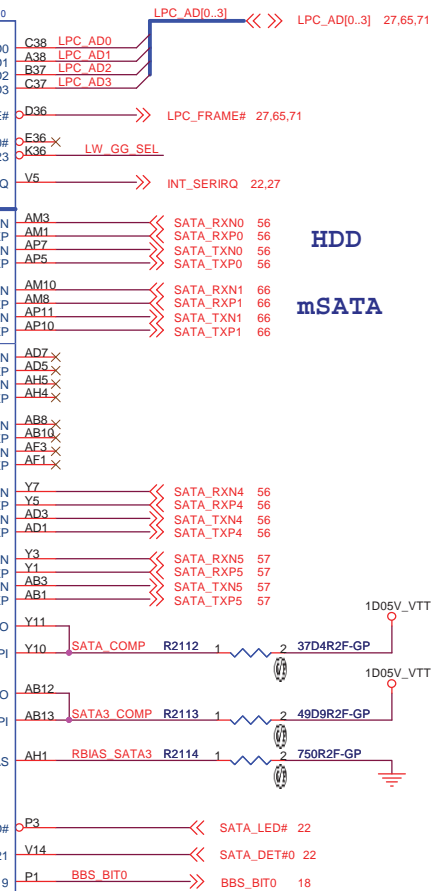 LPC_AD[0..3] LPC_AD[0..3] 27,65,71
C38 LPC_AD0
A38 LPC_AD1
B37 LPC_AD2
C37 LPC_AD3
D36 LPC_FRAME# 27,65,71
E36
K36 LW_GG_SEL
V5 INT_SERIRQ 22,27
AM3 SATA_RXN0 56
AM1 SATA_RXP0 56
AP7 SATA_TXN0 56
AP5 SATA_TXP0 56
HDD
AM10 SATA_RXN1 66
AM8 SATA_RXP1 66
AP11 SATA_TXN1 66
AP10 SATA_TXP1 66
mSATA
AD7
AD5
AH5
AH4
AB8
AB10
AF3
AF1
Y7 SATA_RXN4 56
Y5 SATA_RXP4 56
AD3 SATA_TXN4 56
AD1 SATA_TXP4 56
Y3 SATA_RXN5 57
Y1 SATA_RXP5 57
AB3 SATA_TXN5 57
AB1 SATA_TXP5 57
1D05V_VTT
Y11
Y10 SATA_COMP R2112 1 2 37D4R2F-GP
1D05V_VTT
AB12
AB13 SATA3_COMP R2113 1 2 49D9R2F-GP
AH1 RBIAS_SATA3 R2114 1 2 750R2F-GP
P3 SATA_LED# 22
V14 SATA_DET#0 22
P1 BBS_BIT0 BBS_BIT0 18